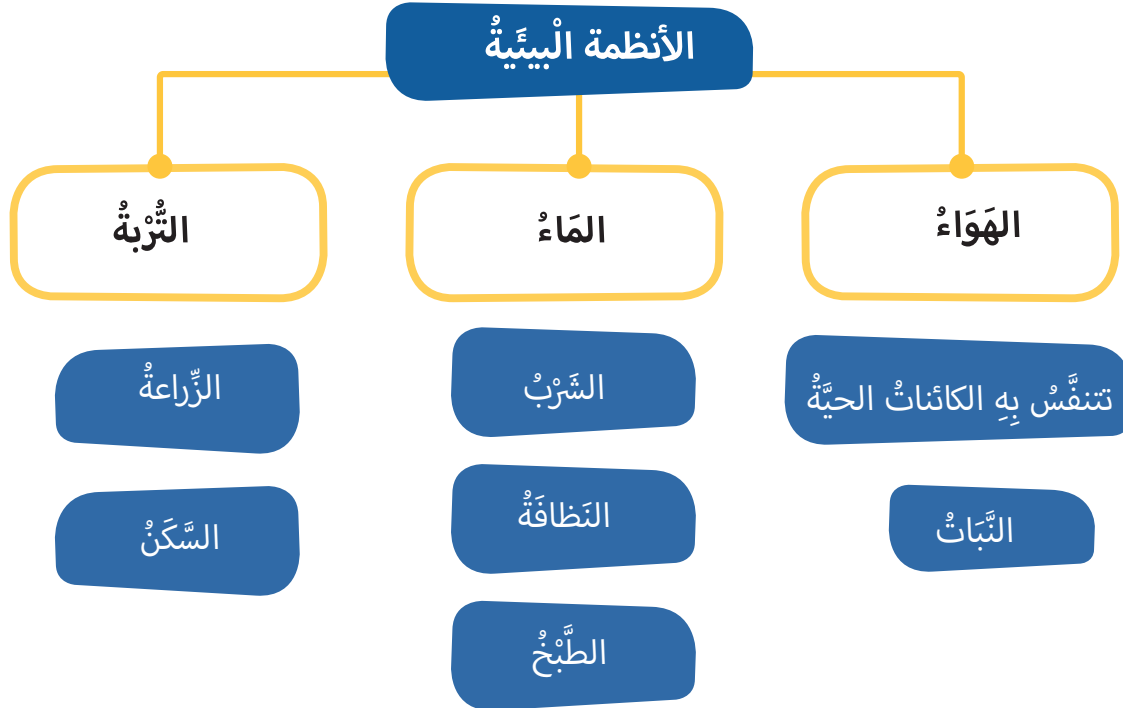 الأنظمة الْبيئَيةُ
الهَوَاءُ
تتنفَّسُ بِهِ الكائناتُ الحيَّةُ
النَّبَاتُ
المَاءُ
الشَرْبُ
النَظافَةُ
الطَّبْخُ
التُّرْبةُ
الزِّراعةُ
السَّكَنُ